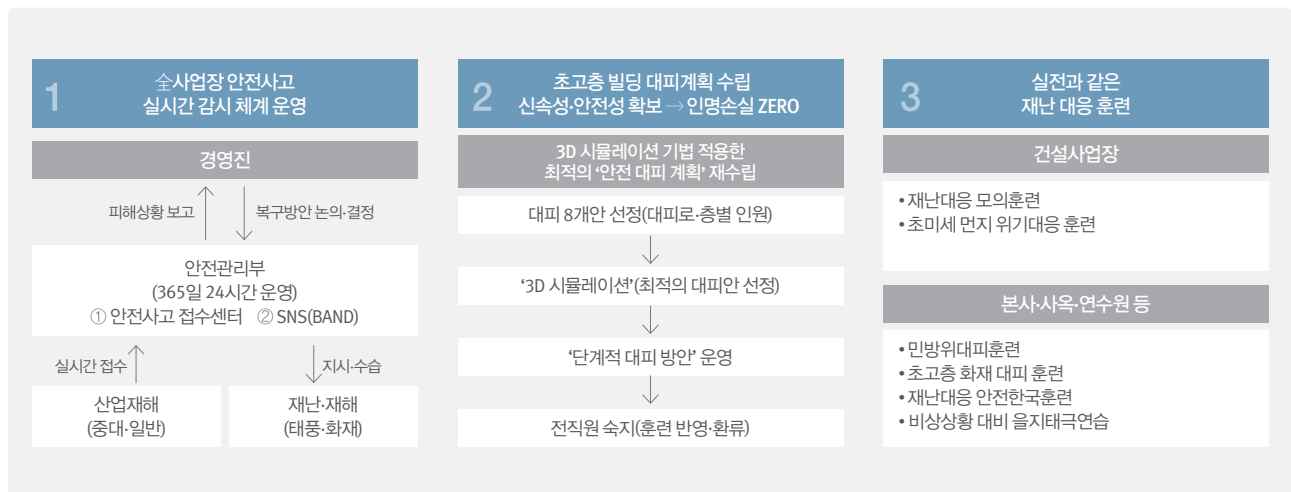 1
全사업장 안전사고
실시간 감시 체계 운영
경영진
피해상황 보고
복구방안 논의·결정
안전관리부
(365일 24시간 운영)
① 안전사고 접수센터 ② SNS(BAND)
실시간 접수
지시·수습
산업재해
(중대·일반)
재난·재해
(태풍·화재)
2
초고층 빌딩 대피계획 수립
신속성·안전성 확보 → 인명손실 ZERO
3D 시뮬레이션 기법 적용한
최적의 ‘안전 대피 계획’ 재수립
대피 8개안 선정(대피로·층별 인원)
‘3D 시뮬레이션’(최적의 대피안 선정)
‘단계적 대피 방안’ 운영
전직원 숙지(훈련 반영·환류)
3
실전과 같은
재난 대응 훈련
건설사업장
• 재난대응 모의훈련
• 초미세 먼지 위기대응 훈련
본사·사옥·연수원 등
• 민방위대피훈련
• 초고층 화재 대피 훈련
• 재난대응 안전한국훈련
• 비상상황 대비 을지태극연습